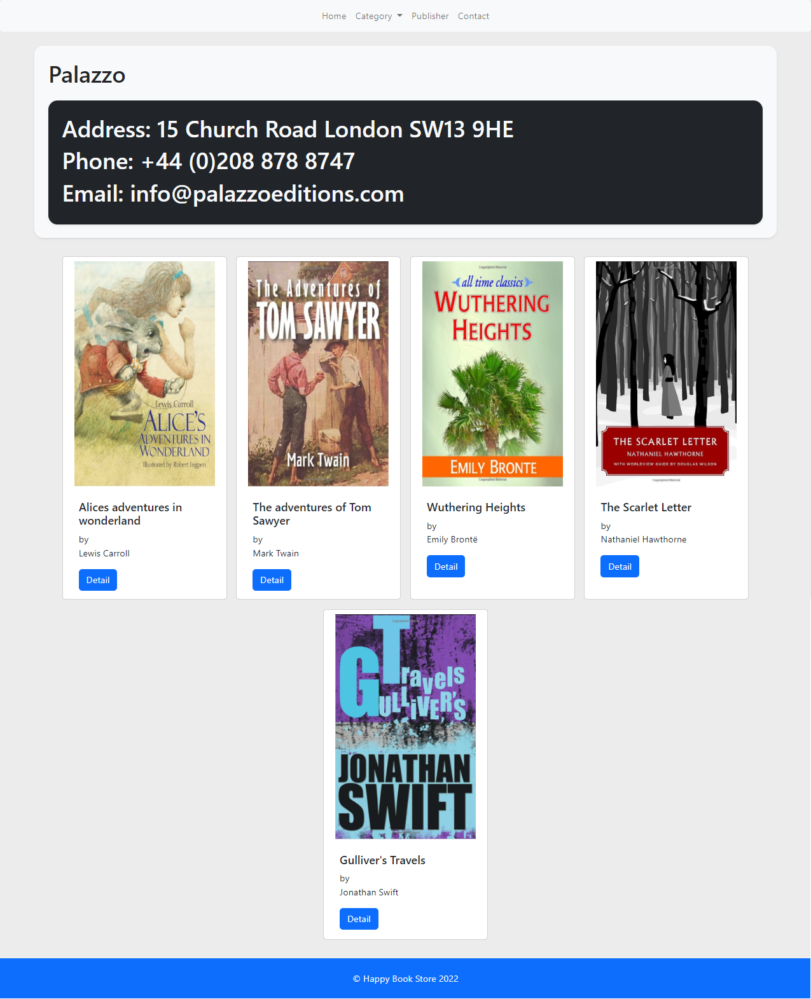 Home Category Publisher Contact
Palazzo
Address: 15 Church Road London SW13 9HE
Phone: +44 (0)208 878 8747
Email: info@palazzoeditions.com
Lewis Carroll
ALICE'S
ADVENTURES IN
WONDERLAND
Illustrated by Robert Ingpen
Alices adventures in
wonderland
by
Lewis Carroll
Detail
The Adventures of
TOM SAWYER
Mark Twain
The adventures of Tom
Sawyer
by
Mark Twain
Detail
Copyrighted Material
all time classics
WUTHERING
HEIGHTS
EMILY BRONTE
Copyrighted Material
Wuthering Heights
by
Emily Brontë
Detail
THE SCARLET LETTER
NATHANIEL HAWTHORNE
WITH WORLDVIEW GUIDE BY DOUGLAS WILSON
Copyrighted Material
The Scarlet Letter
by
Nathaniel Hawthorne
Detail
Copyrighted Material
Travels
GULLIVER'S
JONATHAN
SWIFT
Gulliver's Travels
by
Jonathan Swift
Detail
© Happy Book Store 2022